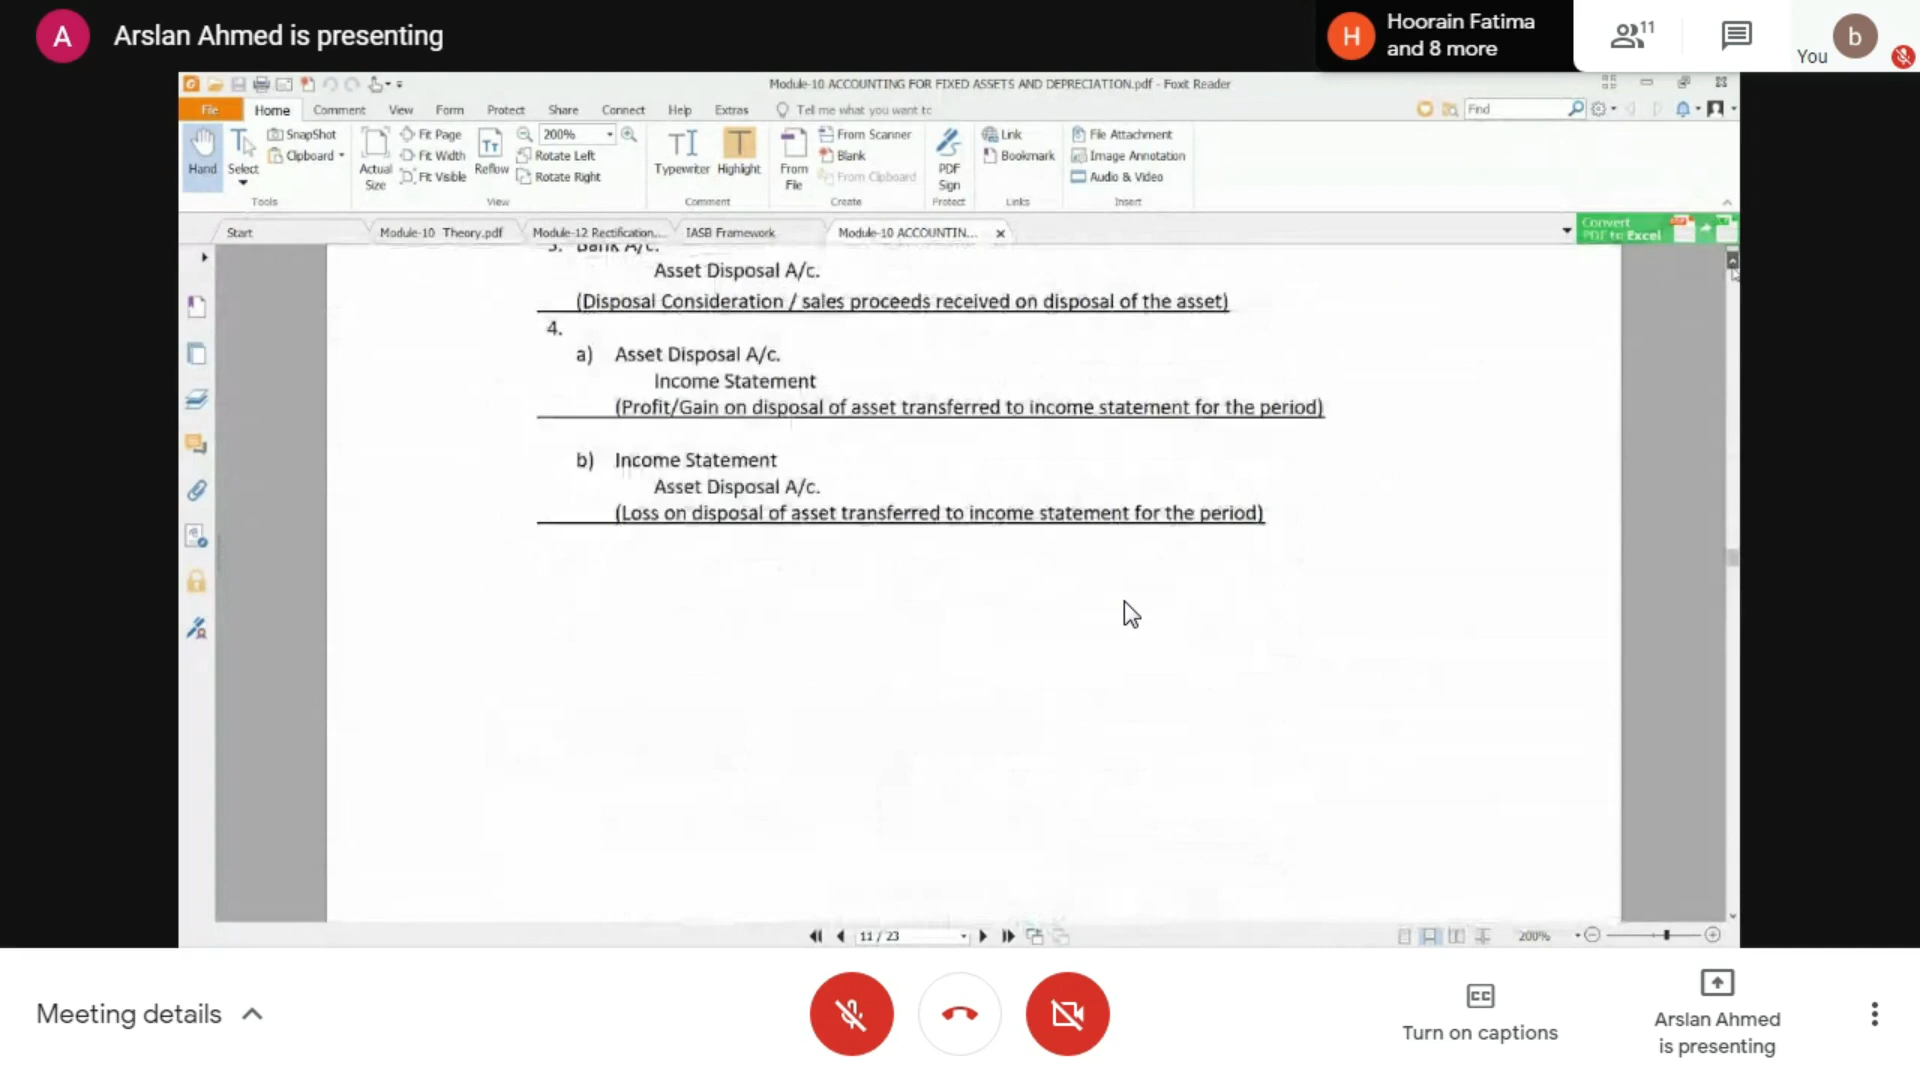 A
Arslan Ahmed is presenting
H
Hoorain Fatima
and 8 more
11
You
b
Module-10 ACCOUNTING FOR FIXED ASSETS AND DEPRECIATION.pdf - Foxit Reader
File
Home
Comment
View
Form
Protect
Share
Connect
Help
Extras
Tell me what you want to
Find
Hand
Select
SnapShot
Clipboard
Tools
Actual
Size
Fit Page
Fit Width
Fit Visible
Reflow
200%
Rotate Left
Rotate Right
View
Typewriter
Highlight
Comment
From
File
From Scanner
Blank
From Clipboard
Create
PDF
Sign
Protect
Link
Bookmark
Links
File Attachment
Image Annotation
Audio & Video
Insert
Start
Module-10 Theory.pdf
Module-12 Rectification...
IASB Framework
Module-10 ACCOUNTIN...
Convert
PDF to Excel
3. Bank A/c.
Asset Disposal A/c.
(Disposal Consideration / sales proceeds received on disposal of the asset)
4.
a) Asset Disposal A/c.
Income Statement
(Profit/Gain on disposal of asset transferred to income statement for the period)
b) Income Statement
Asset Disposal A/c.
(Loss on disposal of asset transferred to income statement for the period)
11 / 23
200%
Meeting details
CC
Turn on captions
Arslan Ahmed
is presenting